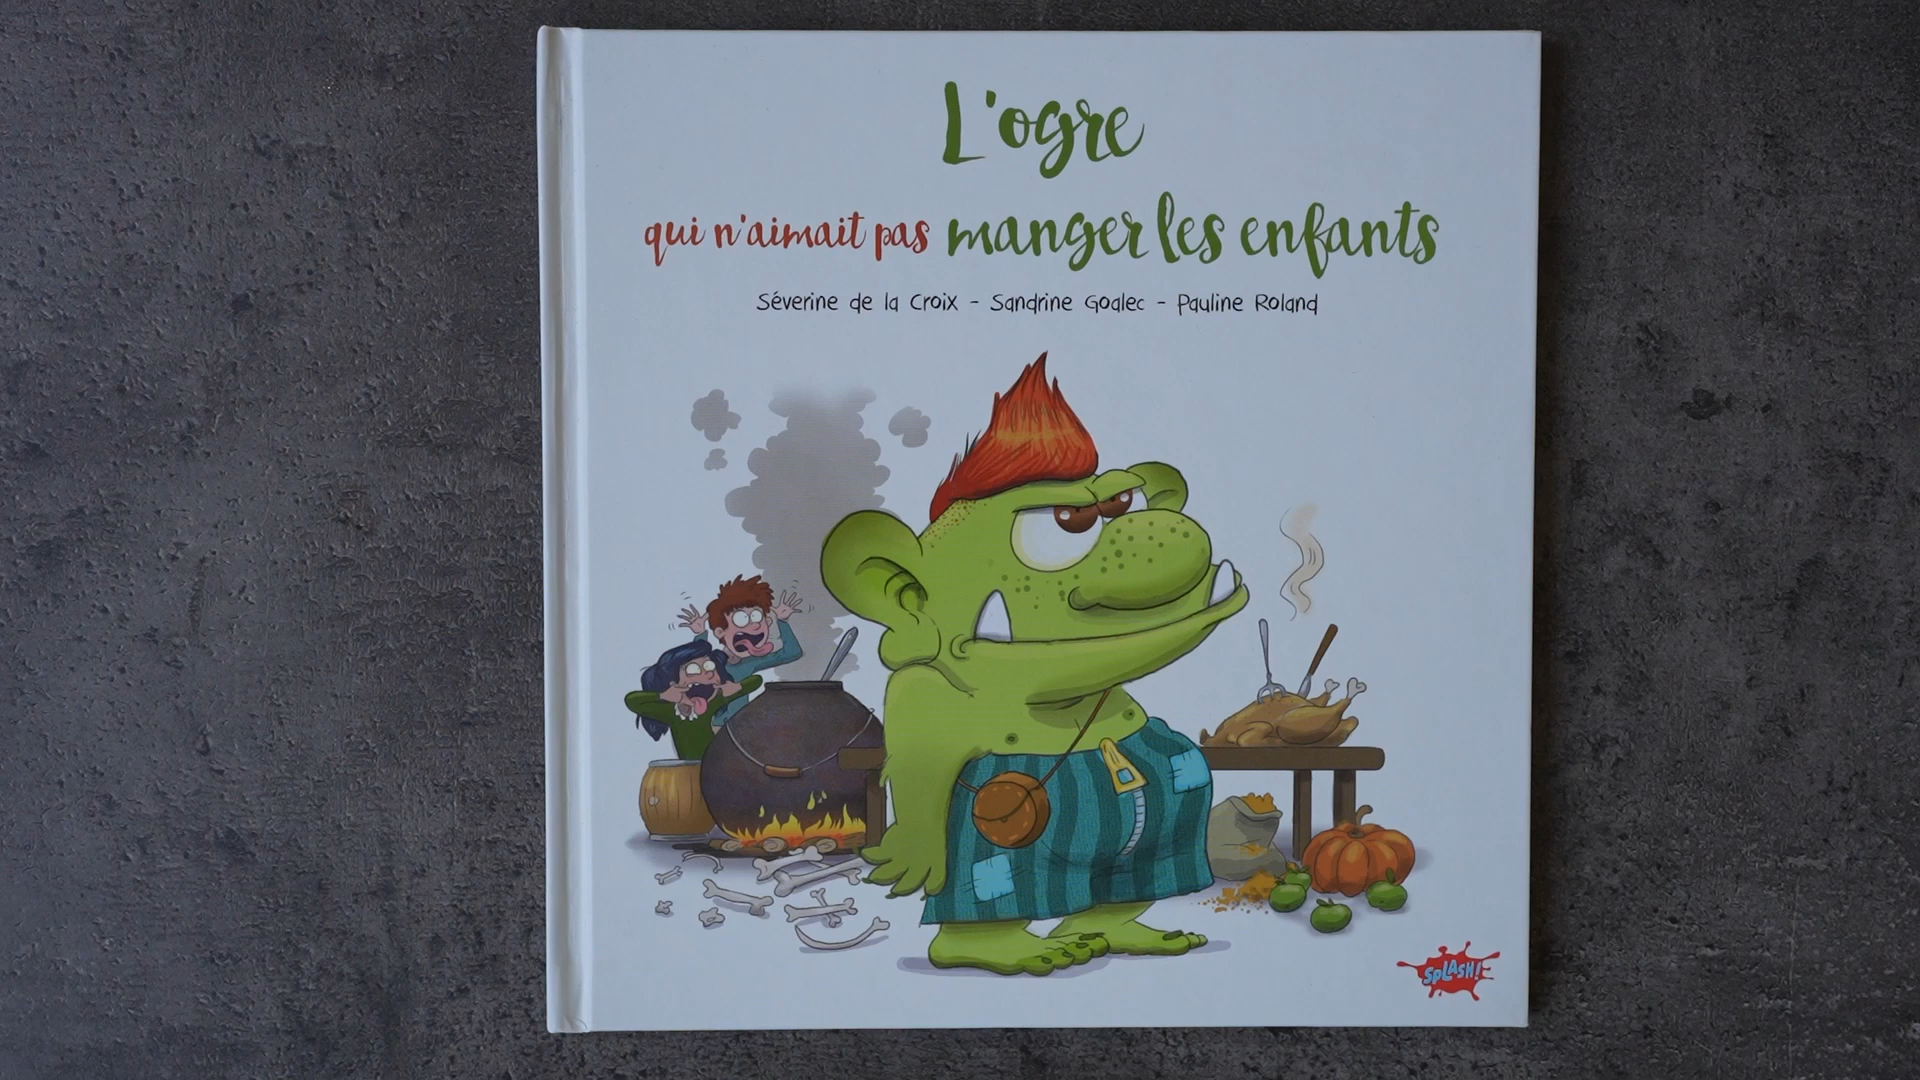 L'ogre
qui n'aimait pas manger les enfants
Séverine de la Croix - Sandrine Goalec - Pauline Roland
SPLASH!